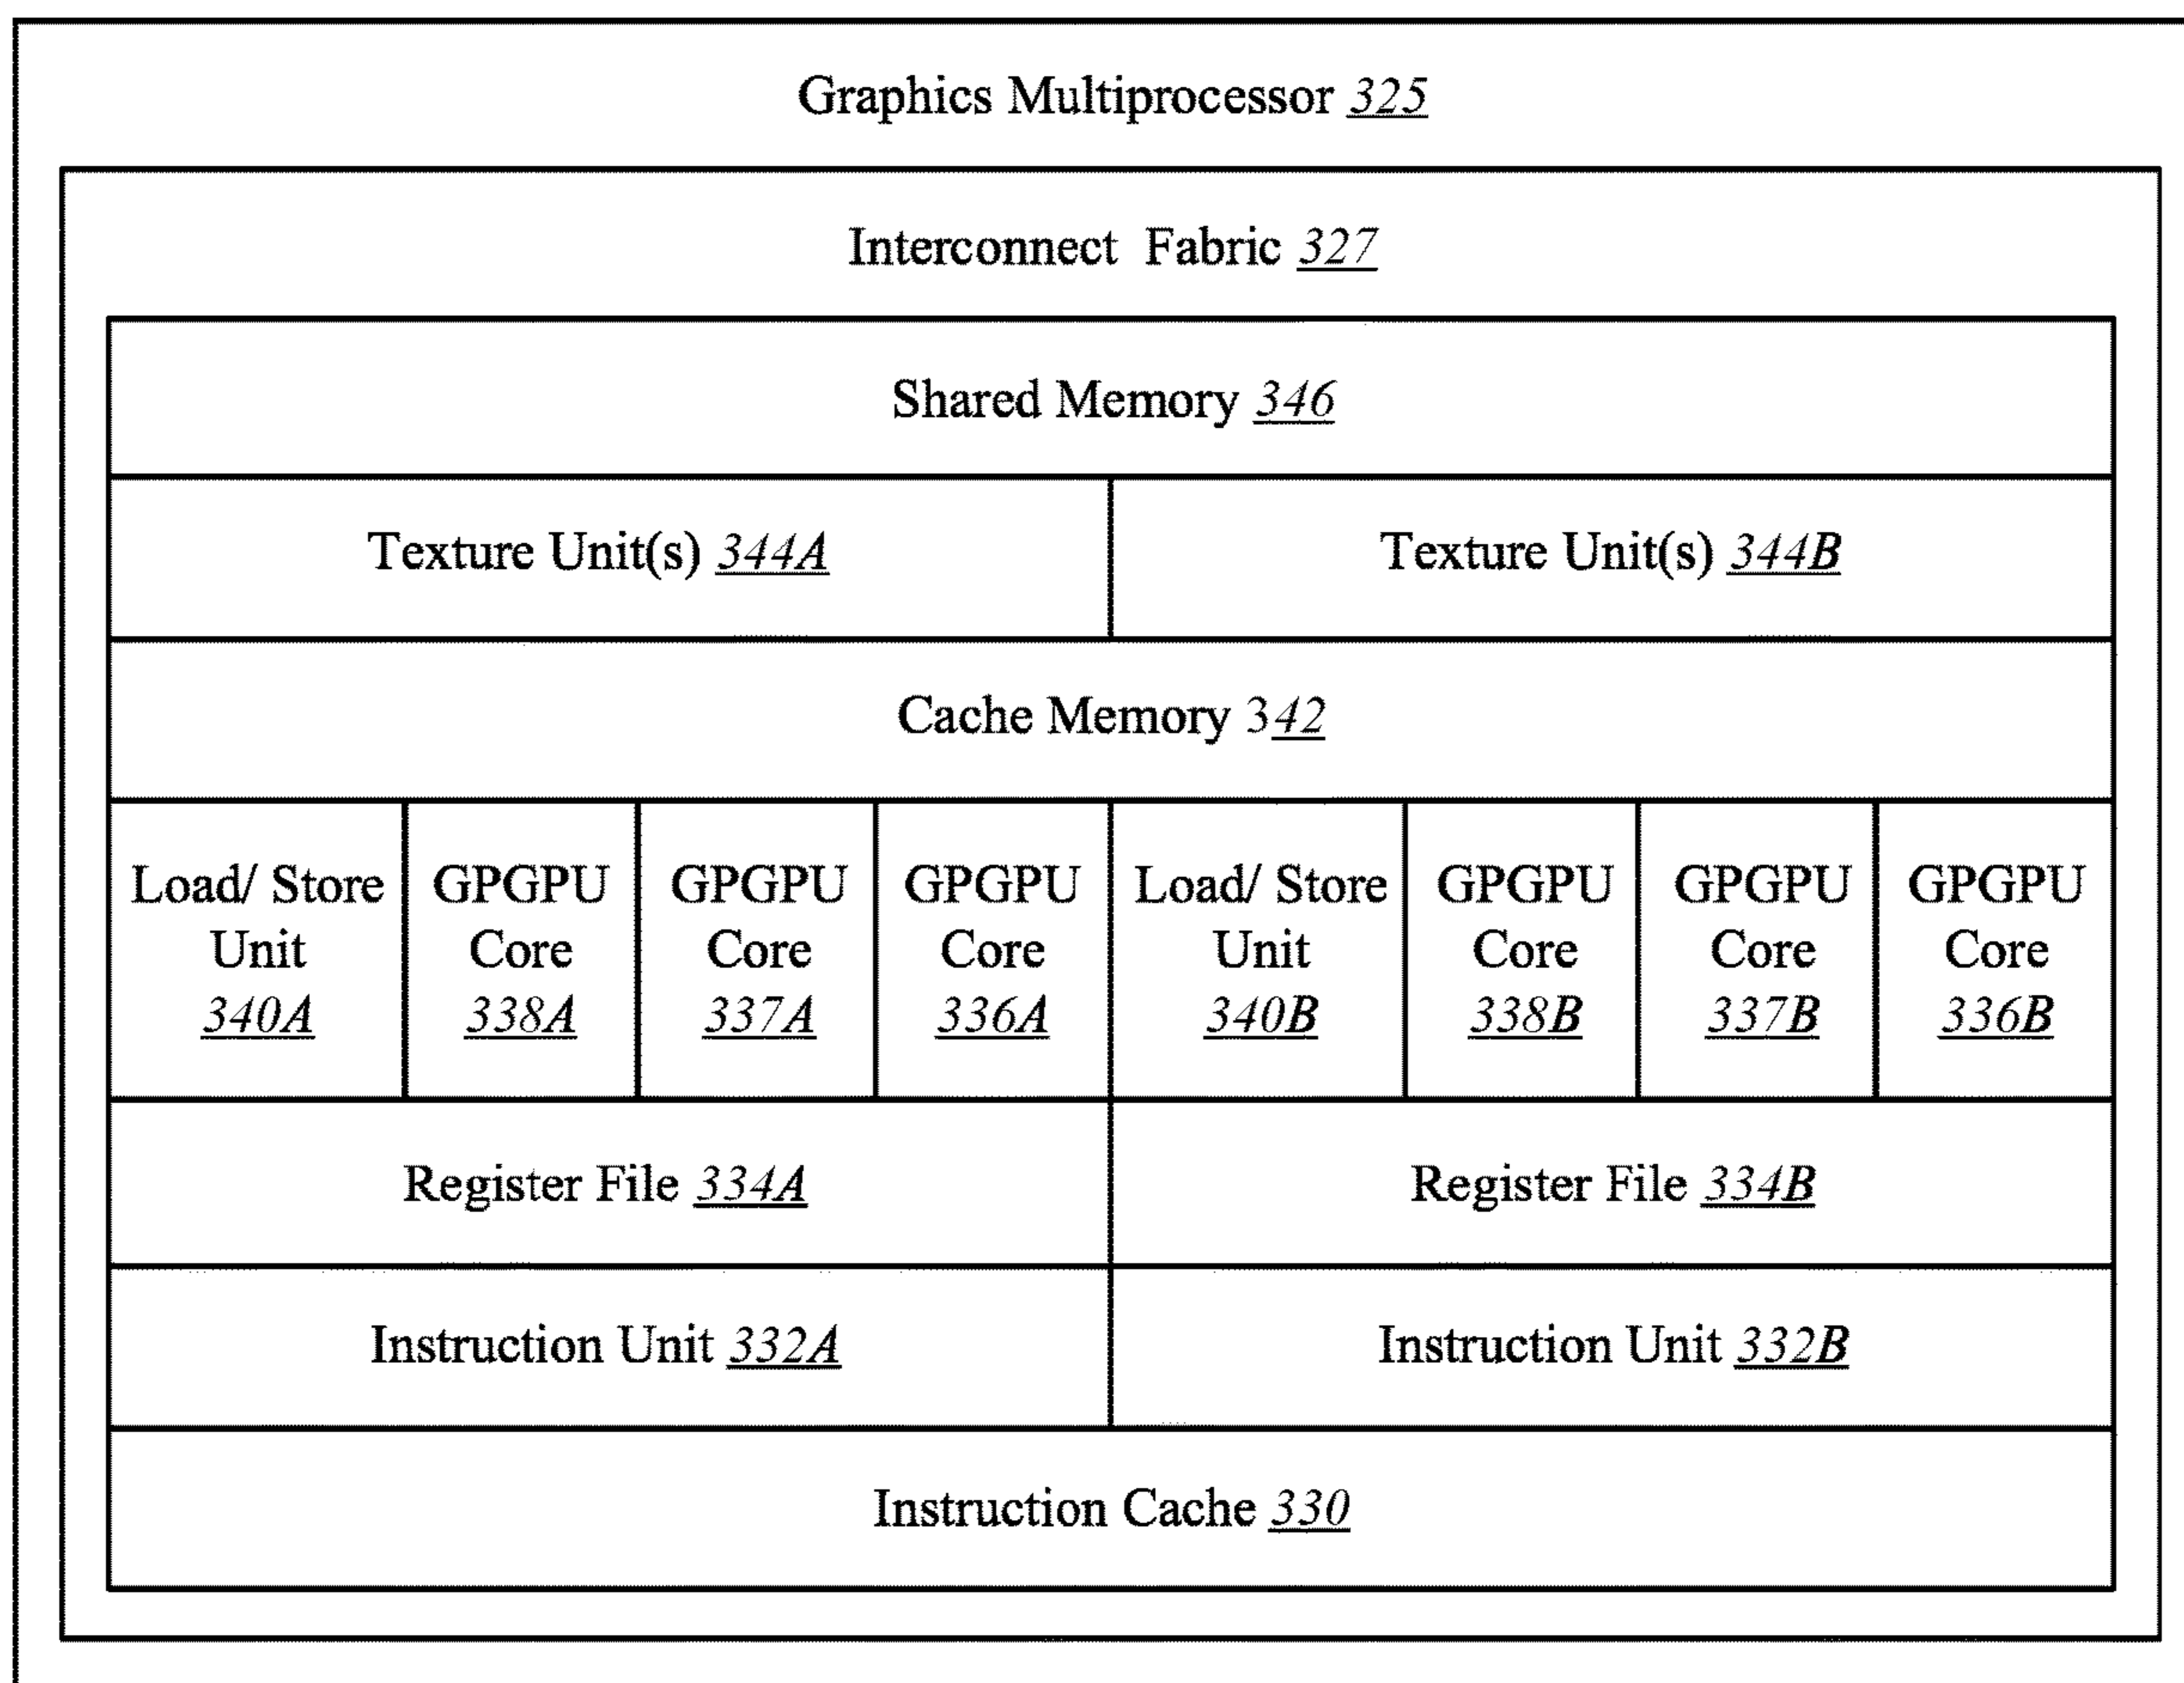 Graphics Multiprocessor 325
Interconnect Fabric 327
Shared Memory 346
Texture Unit(s) 344A
Texture Unit(s) 344B
Cache Memory 342
Load/ Store
Unit
340A
GPGPU
Core
338A
GPGPU
Core
337A
GPGPU
Core
336A
Load/ Store
Unit
340B
GPGPU
Core
338B
GPGPU
Core
337B
GPGPU
Core
336B
Register File 334A
Register File 334B
Instruction Unit 332A
Instruction Unit 332B
Instruction Cache 330